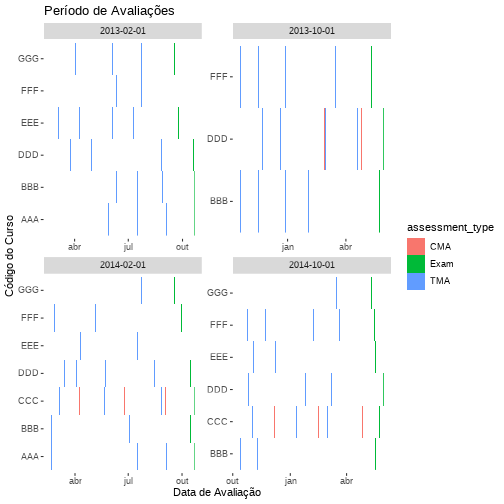 Período de Avaliações
2013-02-01
2013-10-01
GGG
FFF
EEE
DDD
BBB
AAA
FFF
DDD
BBB
abr
jul
out
jan
abr
2014-02-01
2014-10-01
GGG
FFF
EEE
DDD
CCC
BBB
AAA
GGG
FFF
EEE
DDD
CCC
BBB
abr
jul
out
out
jan
abr
Código do Curso
Data de Avaliação
assessment_type
CMA
Exam
TMA